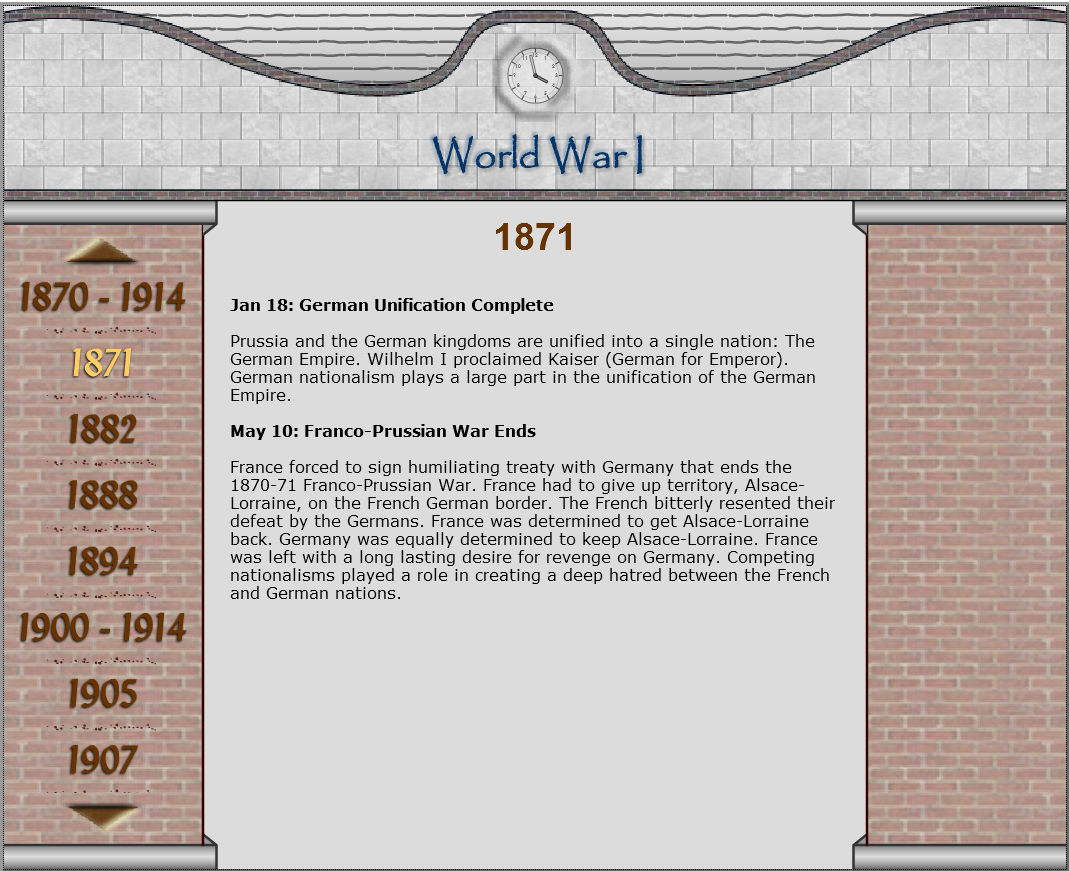 World War I
1871
1870 - 1914
1871
1882
1888
1894
1900 - 1914
1905
1907
Jan 18: German Unification Complete
Prussia and the German kingdoms are unified into a single nation: The
German Empire. Wilhelm I proclaimed Kaiser (German for Emperor).
German nationalism plays a large part in the unification of the German
Empire.
May 10: Franco-Prussian War Ends
France forced to sign humiliating treaty with Germany that ends the
1870-71 Franco-Prussian War. France had to give up territory, Alsace-
Lorraine, on the French German border. The French bitterly resented their
defeat by the Germans. France was determined to get Alsace-Lorraine
back. Germany was equally determined to keep Alsace-Lorraine. France
was left with a long lasting desire for revenge on Germany. Competing
nationalisms played a role in creating a deep hatred between the French
and German nations.